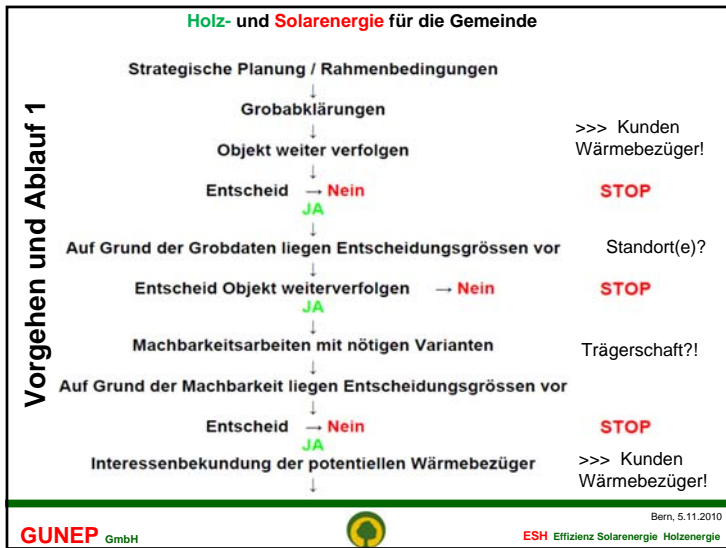 Holz- und Solarenergie für die Gemeinde
Vorgehen und Ablauf 1
Strategische Planung / Rahmenbedingungen
↓
Grobabklärungen
↓
>>> Kunden
Wärmebezüger!
Objekt weiter verfolgen
↓
Entscheid → Nein STOP
JA
↓
Auf Grund der Grobdaten liegen Entscheidungsgrössen vor Standort(e)?
↓
Entscheid Objekt weiterverfolgen → Nein STOP
JA
↓
Machbarkeitsarbeiten mit nötigen Varianten Trägerschaft?!
↓
Auf Grund der Machbarkeit liegen Entscheidungsgrössen vor
↓
Entscheid → Nein STOP
JA
Interessenbekundung der potentiellen Wärmebezüger >>> Kunden
Wärmebezüger!
↓
Bern, 5.11.2010
GUNEP GmbH ESH Effizienz Solarenergie Holzenergie